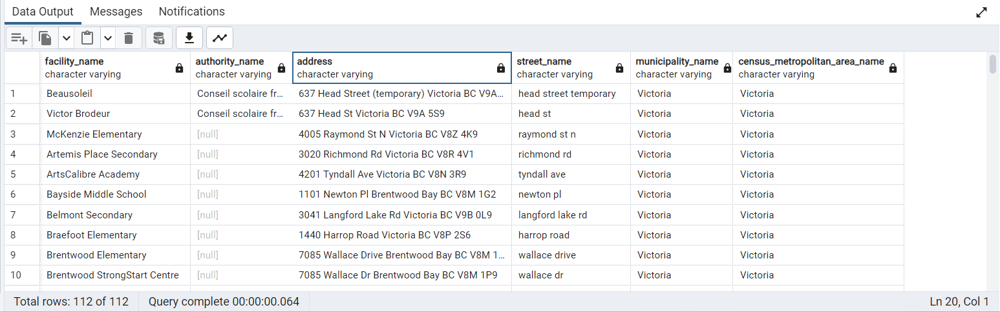 Data Output Messages Notifications
facility_name authority_name address street_name municipality_name census_metropolitan_area_name
character varying character varying character varying character varying character varying character varying
1 Beausoleil Conseil scolaire fr... 637 Head Street (temporary) Victoria BC V9A... head street temporary Victoria Victoria
2 Victor Brodeur Conseil scolaire fr... 637 Head St Victoria BC V9A 5S9 head st Victoria Victoria
3 McKenzie Elementary [null] 4005 Raymond St N Victoria BC V8Z 4K9 raymond st n Victoria Victoria
4 Artemis Place Secondary [null] 3020 Richmond Rd Victoria BC V8R 4V1 richmond rd Victoria Victoria
5 ArtsCalibre Academy [null] 4201 Tyndall Ave Victoria BC V8N 3R9 tyndall ave Victoria Victoria
6 Bayside Middle School [null] 1101 Newton Pl Brentwood Bay BC V8M 1G2 newton pl Victoria Victoria
7 Belmont Secondary [null] 3041 Langford Lake Rd Victoria BC V9B 0L9 langford lake rd Victoria Victoria
8 Braefoot Elementary [null] 1440 Harrop Road Victoria BC V8P 2S6 harrop road Victoria Victoria
9 Brentwood Elementary [null] 7085 Wallace Drive Brentwood Bay BC V8M 1... wallace drive Victoria Victoria
10 Brentwood StrongStart Centre [null] 7085 Wallace Dr Brentwood Bay BC V8M 1P9 wallace dr Victoria Victoria
Total rows: 112 of 112 Query complete 00:00:00.064 Ln 20, Col 1